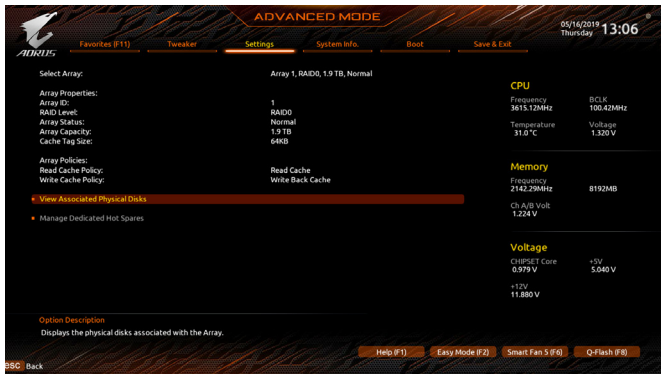 ADVANCED MODE
05/16/2019 13:06
Thursday
AORUS
Favorites (F11) Tweaker Settings System Info. Boot Save & Exit
Select Array: Array 1, RAID0, 1.9 TB, Normal
Array Properties:
Array ID: 1
RAID Level: RAID0
Array Status: Normal
Array Capacity: 1.9 TB
Cache Tag Size: 64KB
Array Policies:
Read Cache Policy: Read Cache
Write Cache Policy: Write Back Cache
View Associated Physical Disks
Manage Dedicated Hot Spares
CPU
Frequency BCLK
3615.12MHz 100.42MHz
Temperature Voltage
31.0 °C 1.320 V
Memory
Frequency
2142.29MHz 8192MB
Ch A/B Volt
1.224 V
Voltage
CHIPSET Core +5V
0.979 V 5.040 V
+12V
11.880 V
Option Description
Displays the physical disks associated with the Array.
Help (F1) Easy Mode (F2) Smart Fan 5 (F6) Q-Flash (F8)
esc Back